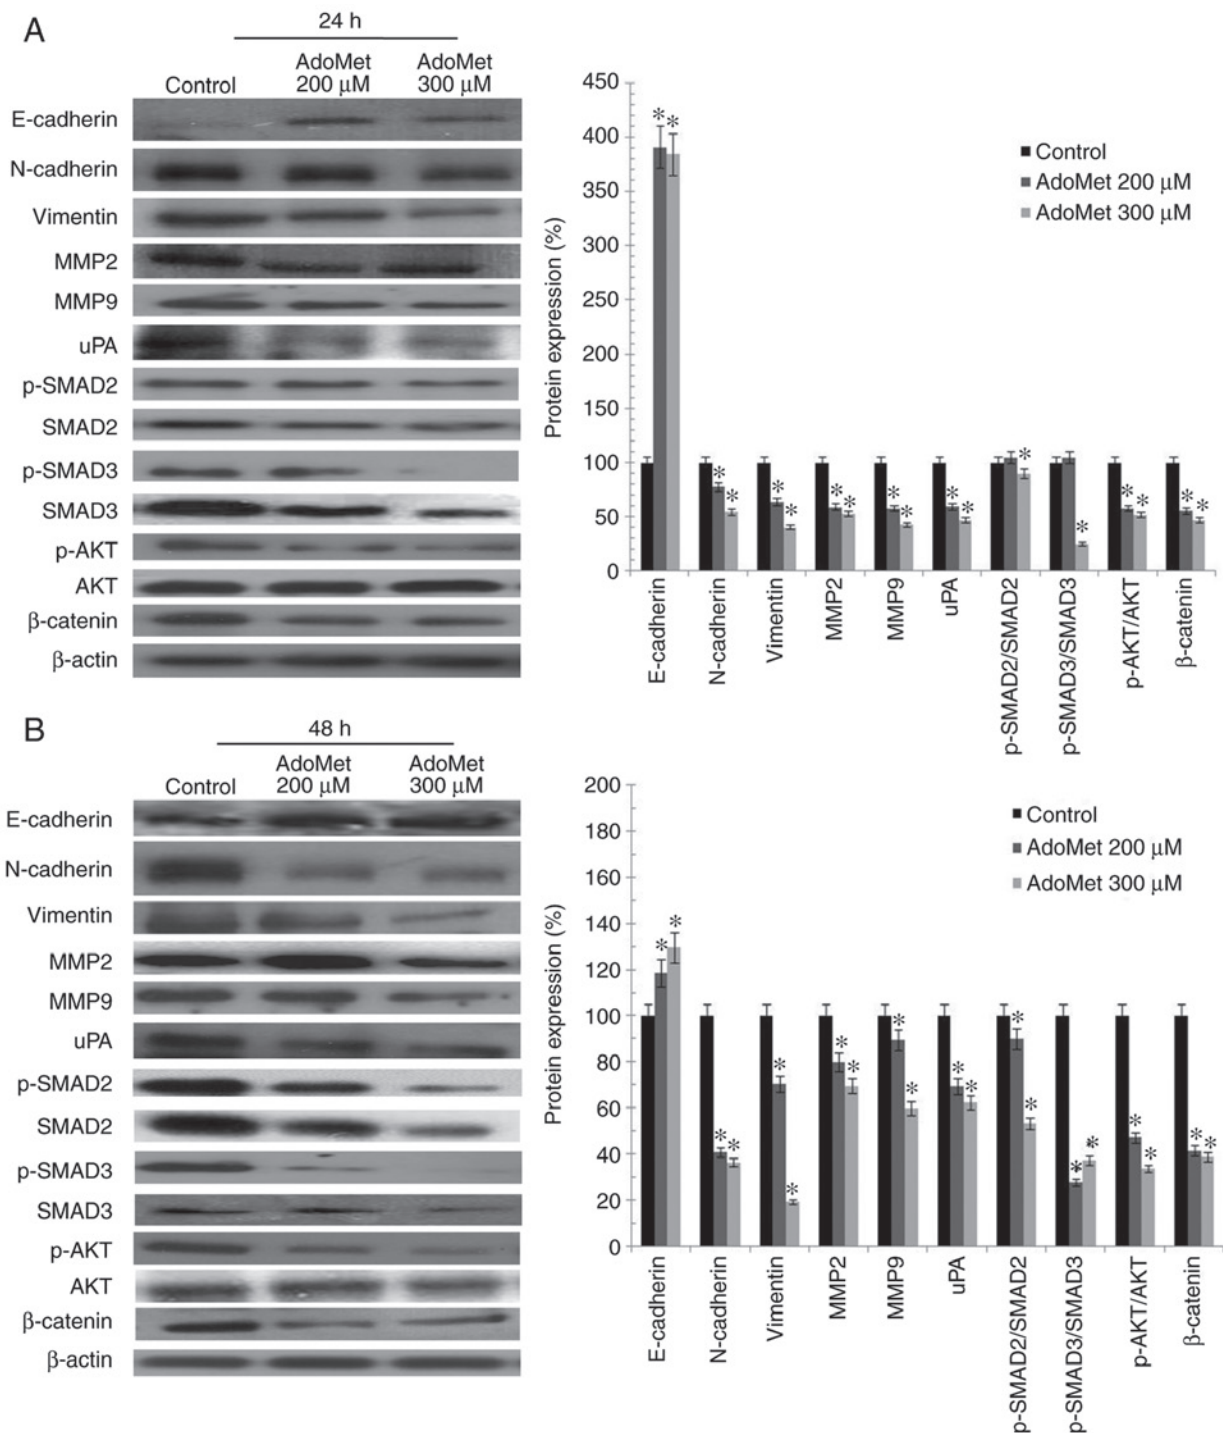 A
24 h
Control
AdoMet
200 μM
AdoMet
300 μM
E-cadherin
N-cadherin
Vimentin
MMP2
MMP9
uPA
p-SMAD2
SMAD2
p-SMAD3
SMAD3
p-AKT
AKT
β-catenin
β-actin
Protein expression (%)
450
400
350
300
250
200
150
100
50
0
Control
AdoMet 200 μM
AdoMet 300 μM
* *
* *
* *
* *
* *
* *
*
*
* *
* *
E-cadherin
N-cadherin
Vimentin
MMP2
MMP9
uPA
p-SMAD2/SMAD2
p-SMAD3/SMAD3
p-AKT/AKT
β-catenin
B
48 h
Control
AdoMet
200 μM
AdoMet
300 μM
E-cadherin
N-cadherin
Vimentin
MMP2
MMP9
uPA
p-SMAD2
SMAD2
p-SMAD3
SMAD3
p-AKT
AKT
β-catenin
β-actin
Protein expression (%)
200
180
160
140
120
100
80
60
40
20
0
Control
AdoMet 200 μM
AdoMet 300 μM
* *
* *
* *
* *
* *
* *
* *
* *
* *
* *
E-cadherin
N-cadherin
Vimentin
MMP2
MMP9
uPA
p-SMAD2/SMAD2
p-SMAD3/SMAD3
p-AKT/AKT
β-catenin